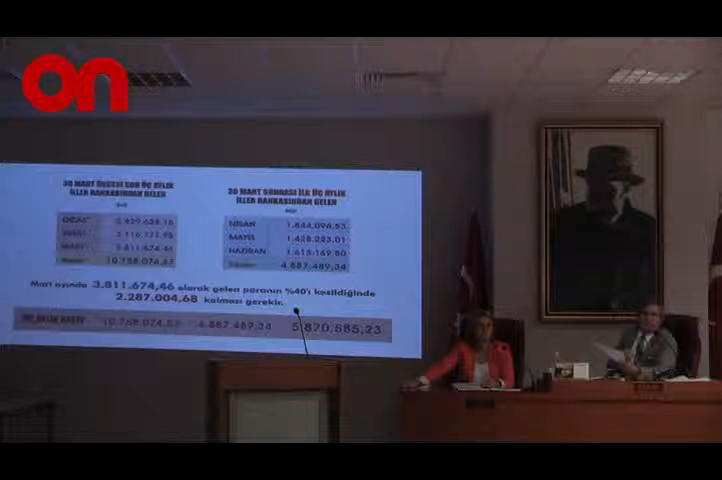 on
30 MART ÖNCESİ SON ÜÇ AYLIK
İLLER BANKASINDAN GELEN
30 MART SONRASI İLK ÜÇ AYLIK
İLLER BANKASINDAN GELEN
OCAK
ŞUBAT
MART 3.811.674,46
10.758.074,57
NİSAN 1.844.096,53
MAYIS 1.428.223,01
HAZİRAN 1.615.169,80
4.887.489,34
Mart ayında 3.811.674,46 olarak gelen paranın %40'ı kesildiğinde
2.287.004,68 kalması gerekir.
10.758.074,57 4.887.489,34 5.870.585,23